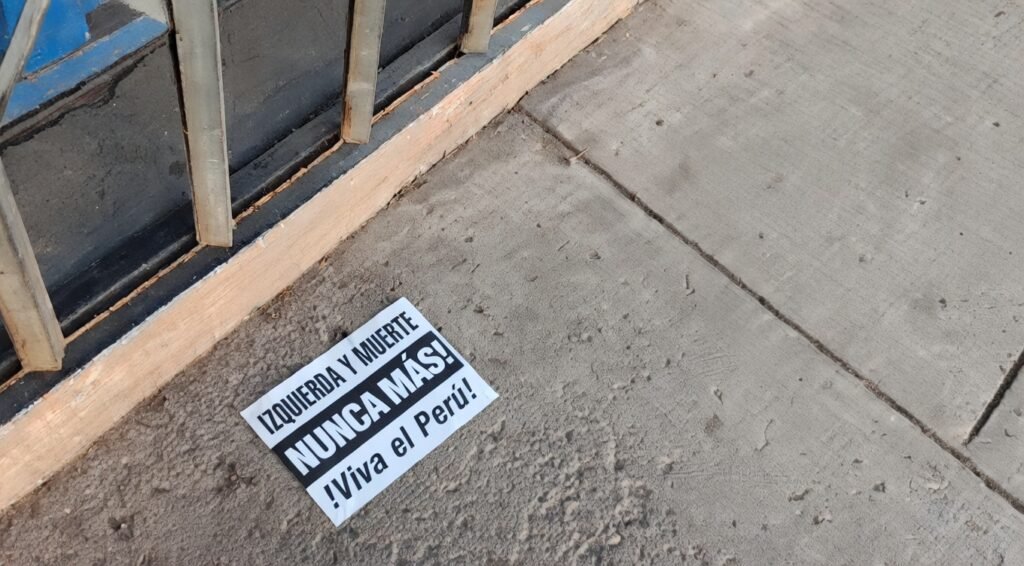 IZQUIERDA Y MUERTE
NUNCA MÁS!
!Viva el Perú!